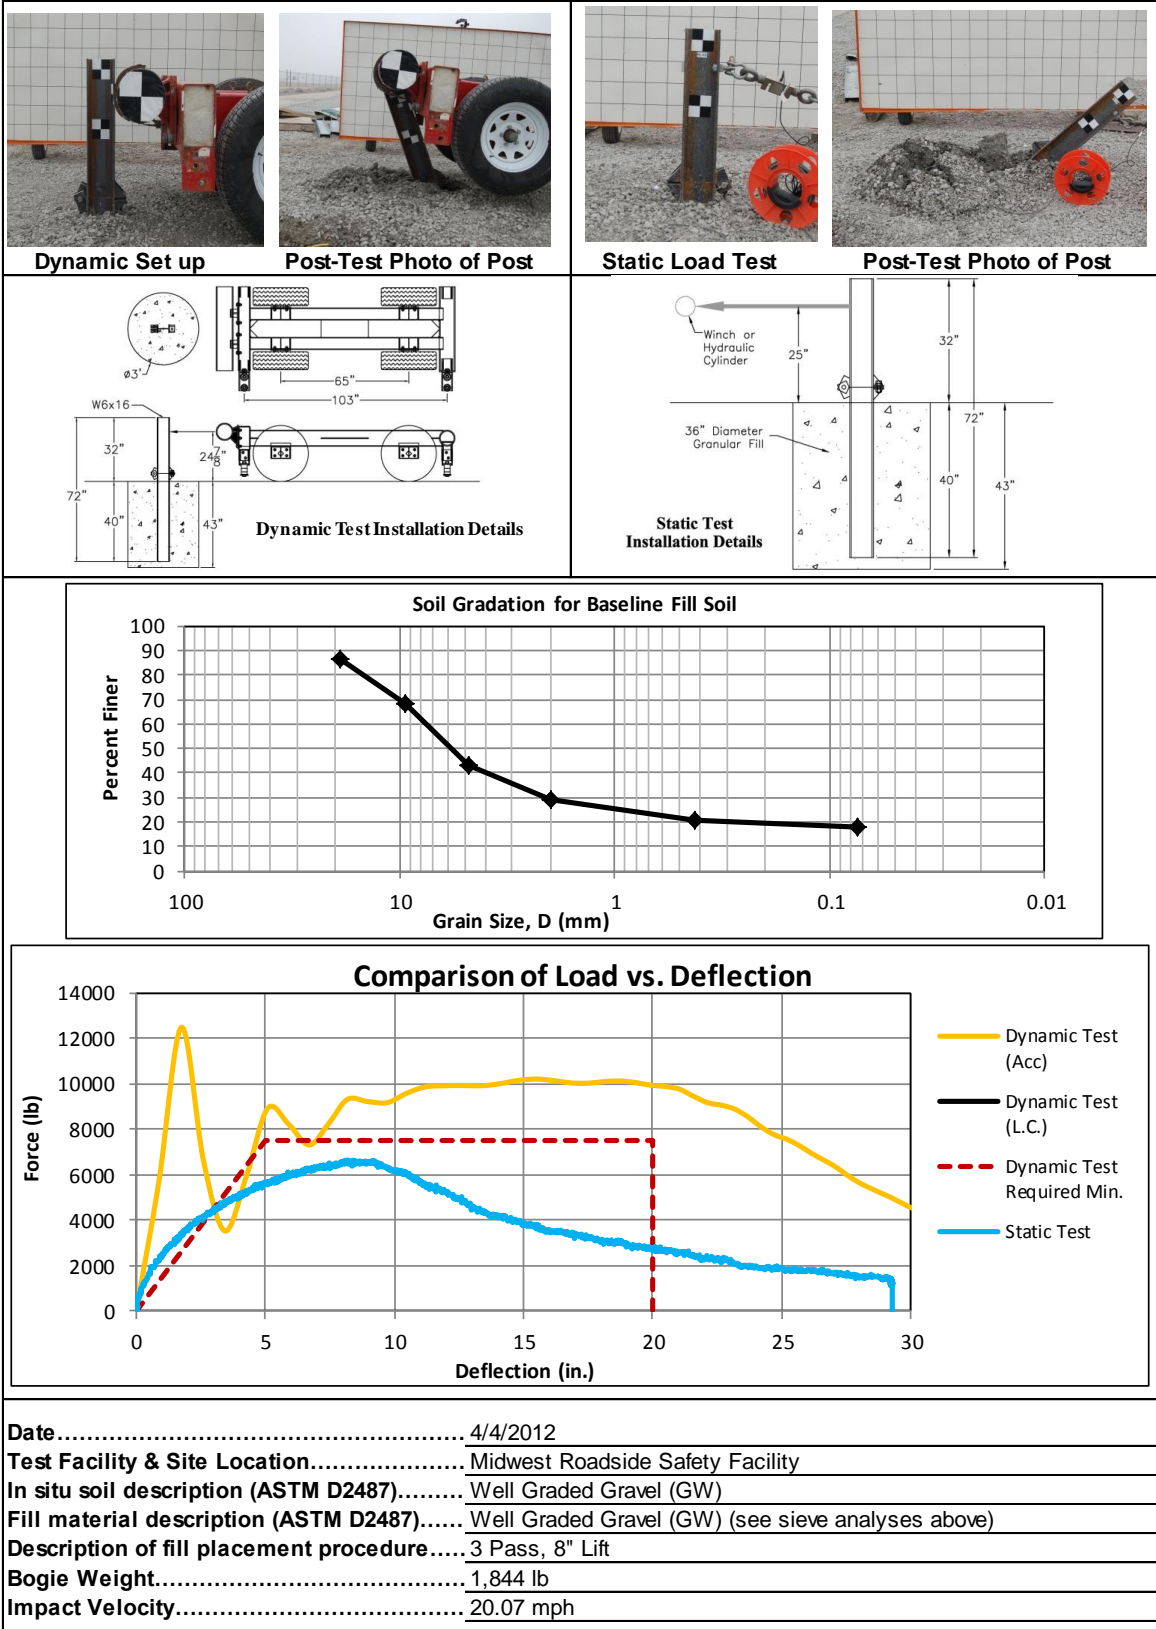 Dynamic Set up
Post-Test Photo of Post
Static Load Test
Post-Test Photo of Post
ø3'
65"
103"
W6x16
32"
24 7/8"
72"
40"
43"
Dynamic Test Installation Details
Winch or
Hydraulic
Cylinder
25"
32"
72"
36" Diameter
Granular Fill
40"
43"
Static Test
Installation Details
Soil Gradation for Baseline Fill Soil
Percent Finer
100
90
80
70
60
50
40
30
20
10
0
100 10 1 0.1 0.01
Grain Size, D (mm)
Comparison of Load vs. Deflection
Force (lb)
14000
12000
10000
8000
6000
4000
2000
0
0 5 10 15 20 25 30
Deflection (in.)
Dynamic Test
(Acc)
Dynamic Test
(L.C.)
Dynamic Test
Required Min.
Static Test
Date.................................................. 4/4/2012
Test Facility & Site Location................... Midwest Roadside Safety Facility
In situ soil description (ASTM D2487)......... Well Graded Gravel (GW)
Fill material description (ASTM D2487)...... Well Graded Gravel (GW) (see sieve analyses above)
Description of fill placement procedure..... 3 Pass, 8" Lift
Bogie Weight...................................... 1,844 lb
Impact Velocity.................................... 20.07 mph